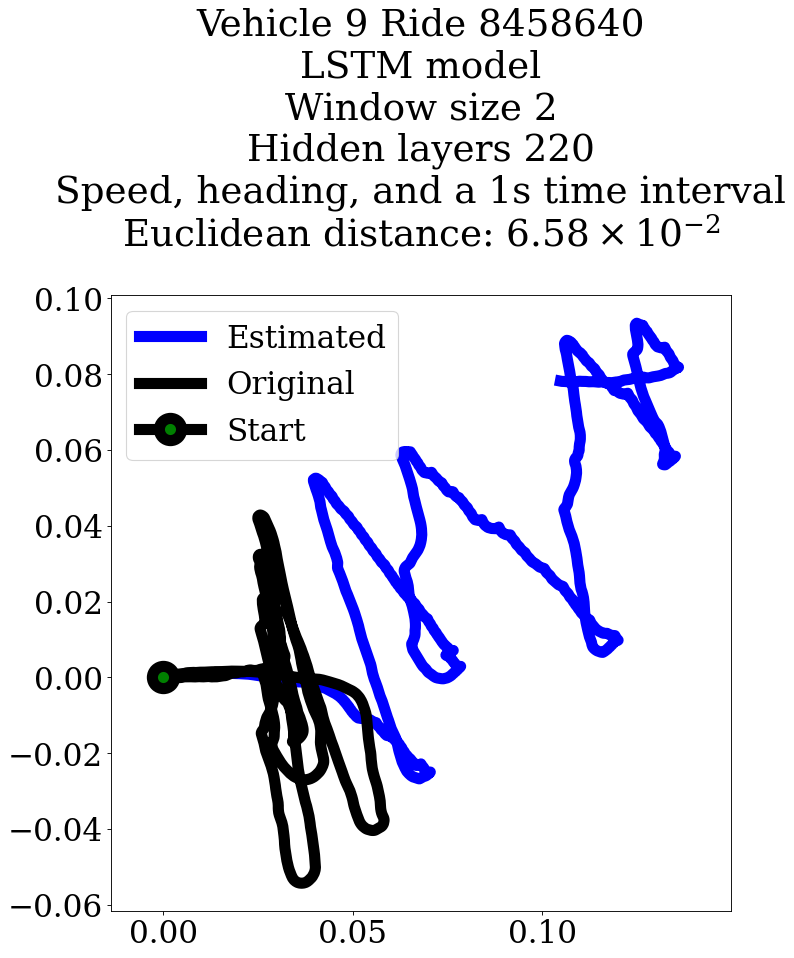 Vehicle 9 Ride 8458640
LSTM model
Window size 2
Hidden layers 220
Speed, heading, and a 1s time interval
Euclidean distance: 6.58 × 10⁻²
0.10
0.08
0.06
0.04
0.02
0.00
−0.02
−0.04
−0.06
Estimated
Original
Start
0.00 0.05 0.10